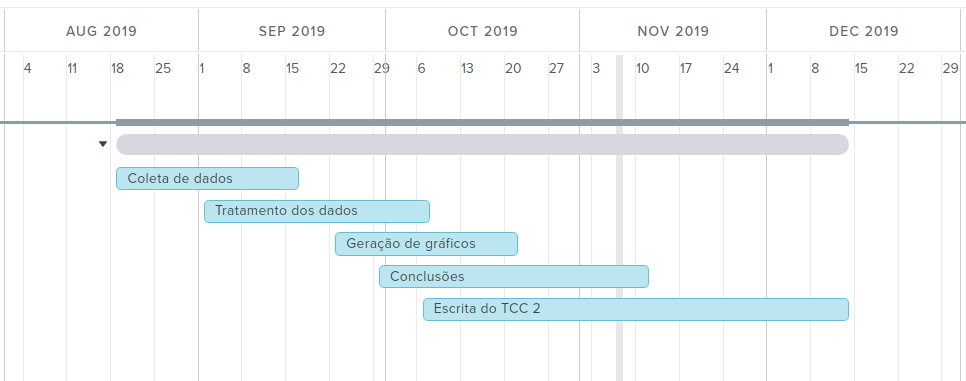 AUG 2019 SEP 2019 OCT 2019 NOV 2019 DEC 2019
4 11 18 25 1 8 15 22 29 6 13 20 27 3 10 17 24 1 8 15 22 29
Coleta de dados
Tratamento dos dados
Geração de gráficos
Conclusões
Escrita do TCC 2